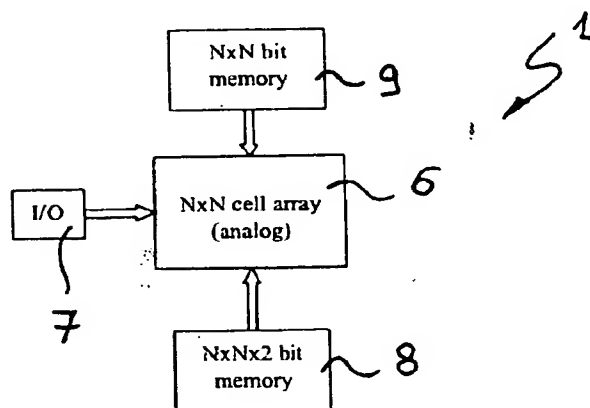 1
NxN bit
memory
9
NxN cell array
(analog)
6
I/O
7
NxNx2 bit
memory
8